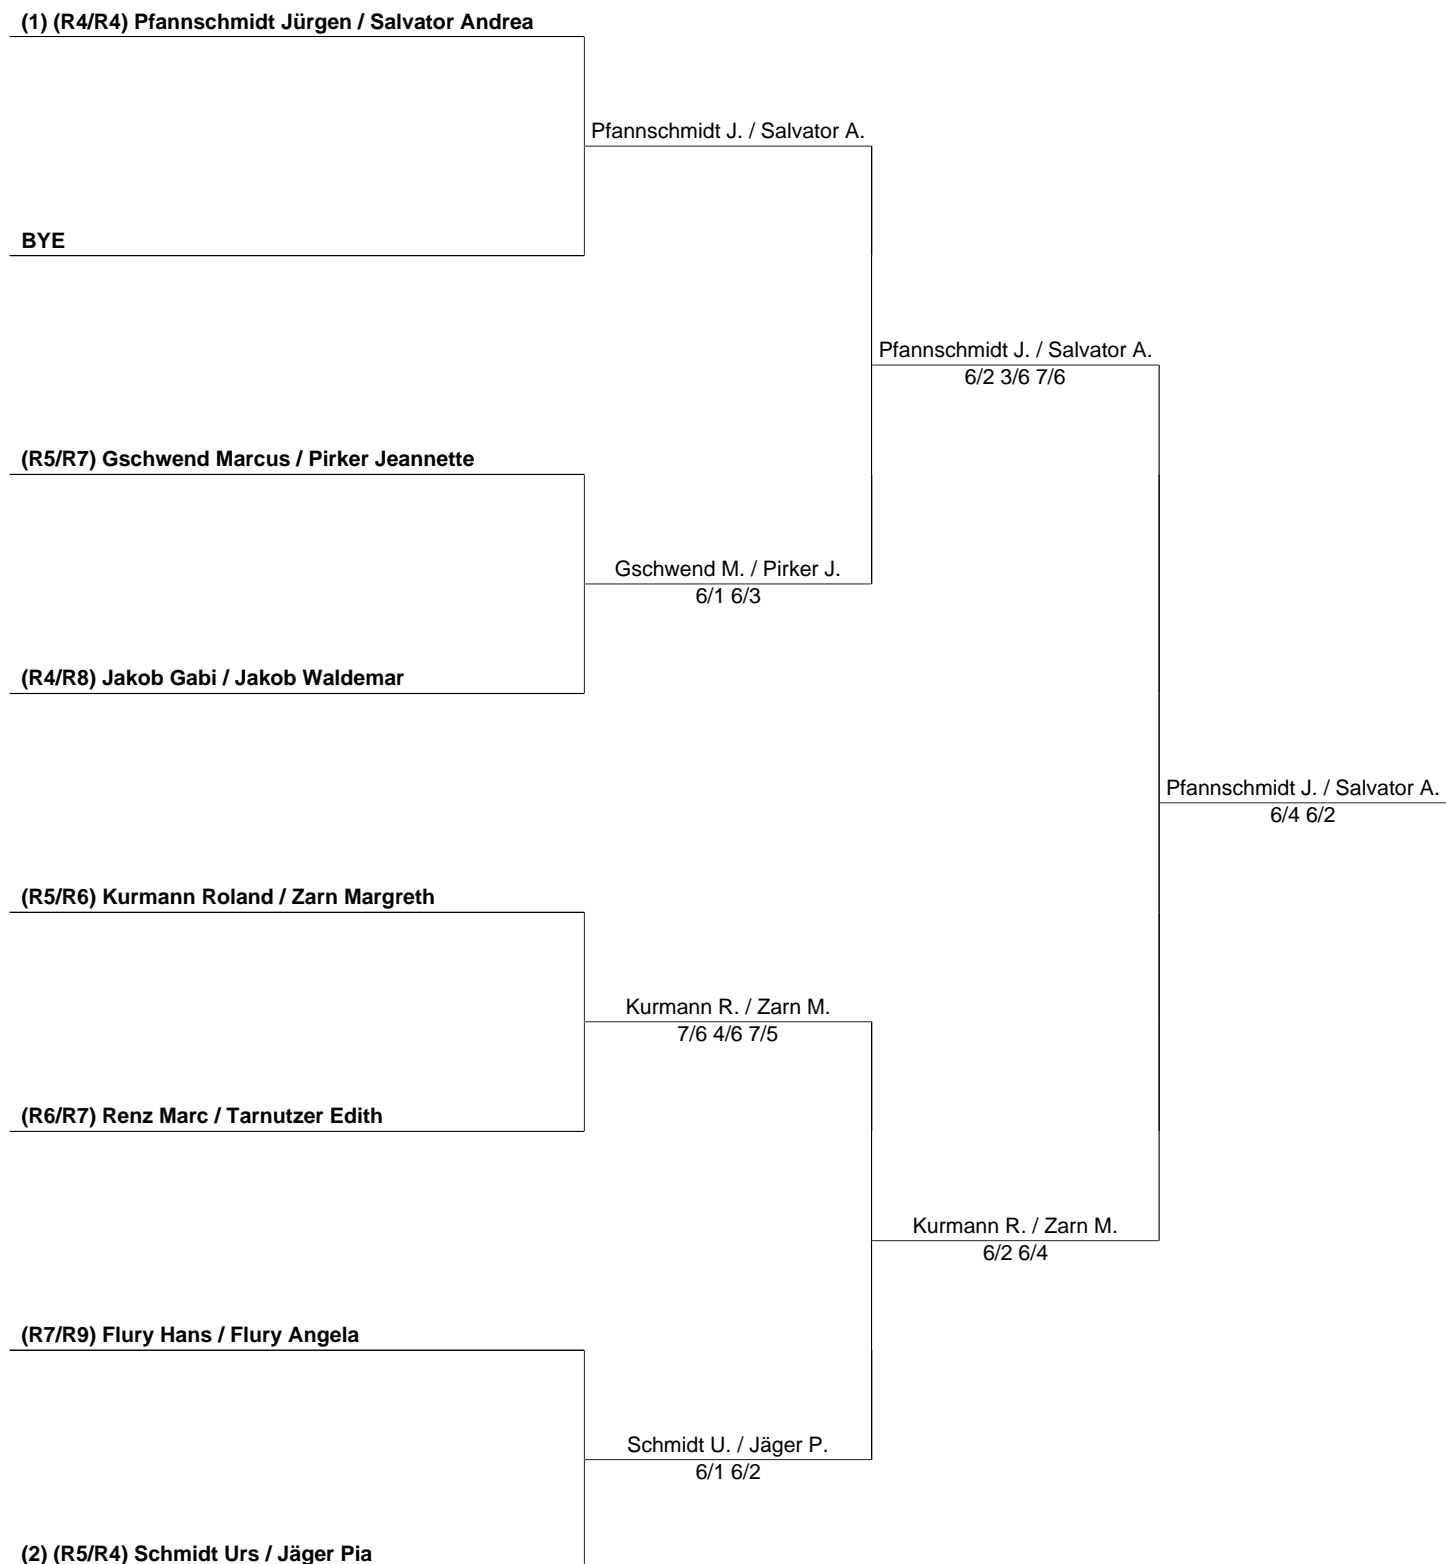 (1) (R4/R4) Pfannschmidt Jürgen / Salvator Andrea
Pfannschmidt J. / Salvator A.
BYE
Pfannschmidt J. / Salvator A.
6/2 3/6 7/6
(R5/R7) Gschwend Marcus / Pirker Jeannette
Gschwend M. / Pirker J.
6/1 6/3
(R4/R8) Jakob Gabi / Jakob Waldemar
Pfannschmidt J. / Salvator A.
6/4 6/2
(R5/R6) Kurmann Roland / Zarn Margreth
Kurmann R. / Zarn M.
7/6 4/6 7/5
(R6/R7) Renz Marc / Tarnutzer Edith
Kurmann R. / Zarn M.
6/2 6/4
(R7/R9) Flury Hans / Flury Angela
Schmidt U. / Jäger P.
6/1 6/2
(2) (R5/R4) Schmidt Urs / Jäger Pia